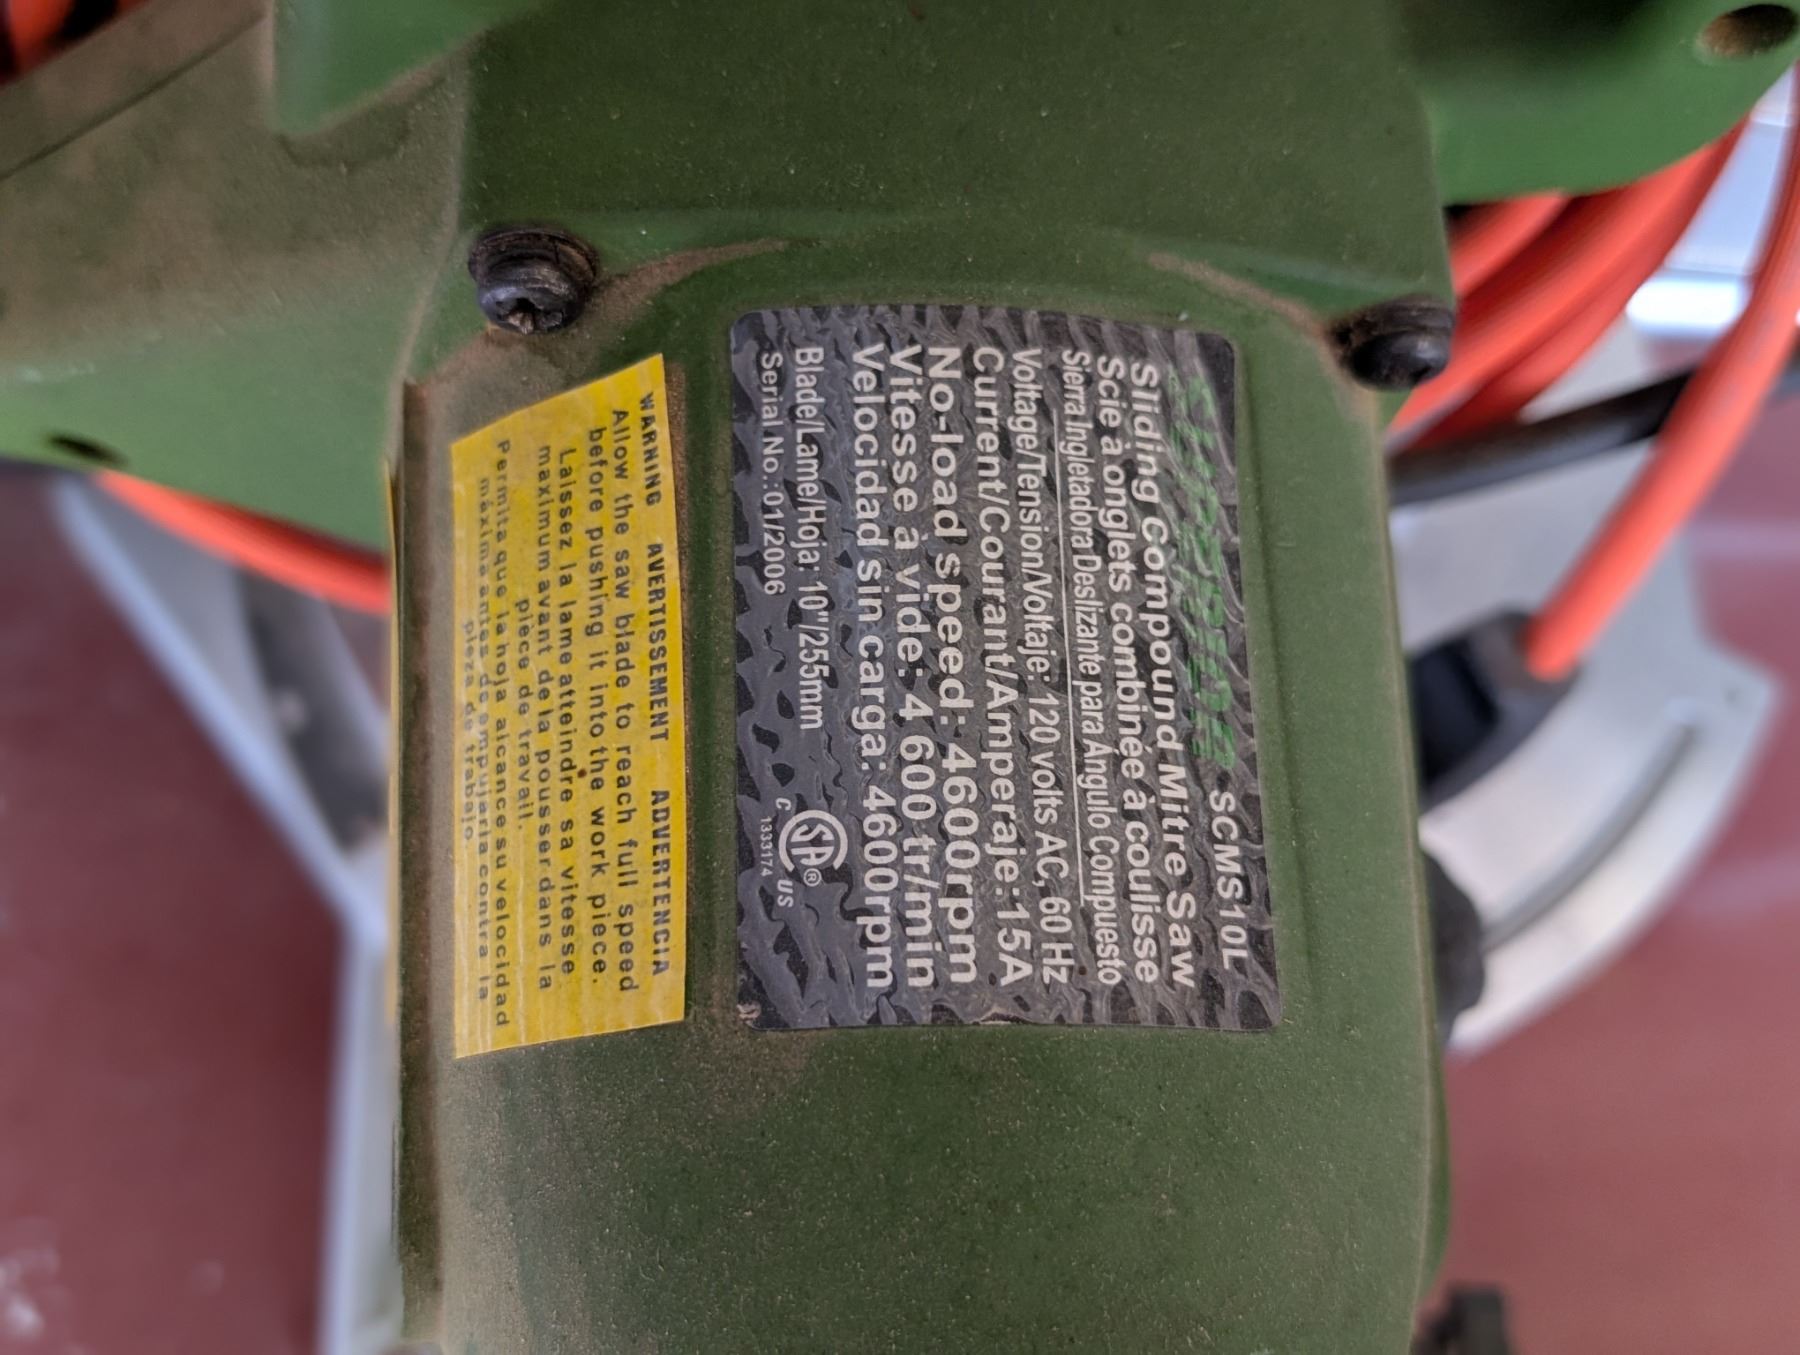 SUPERIOR SCMS10L
Sliding Compound Mitre Saw
Scie à onglets combinée à coulisse
Sierra Ingletadora Deslizante para Ángulo Compuesto
Voltage/Tension/Voltaje: 120 volts AC, 60 Hz
Current/Courant/Amperaje: 15A
No-load speed: 4600rpm
Vitesse à vide: 4 600 tr/min
Velocidad sin carga: 4600rpm
Blade/Lame/Hoja: 10"/255mm
Serial No.:01/2006
SA®
C US
1333174
WARNING AVERTISSEMENT ADVERTENCIA
Allow the saw blade to reach full speed
before pushing it into the work piece.
Laissez la lame atteindre sa vitesse
maximum avant de la pousser dans la
pièce de travail.
Permita que la hoja alcance su velocidad
máxima antes de empujarla contra la
pieza de trabajo.